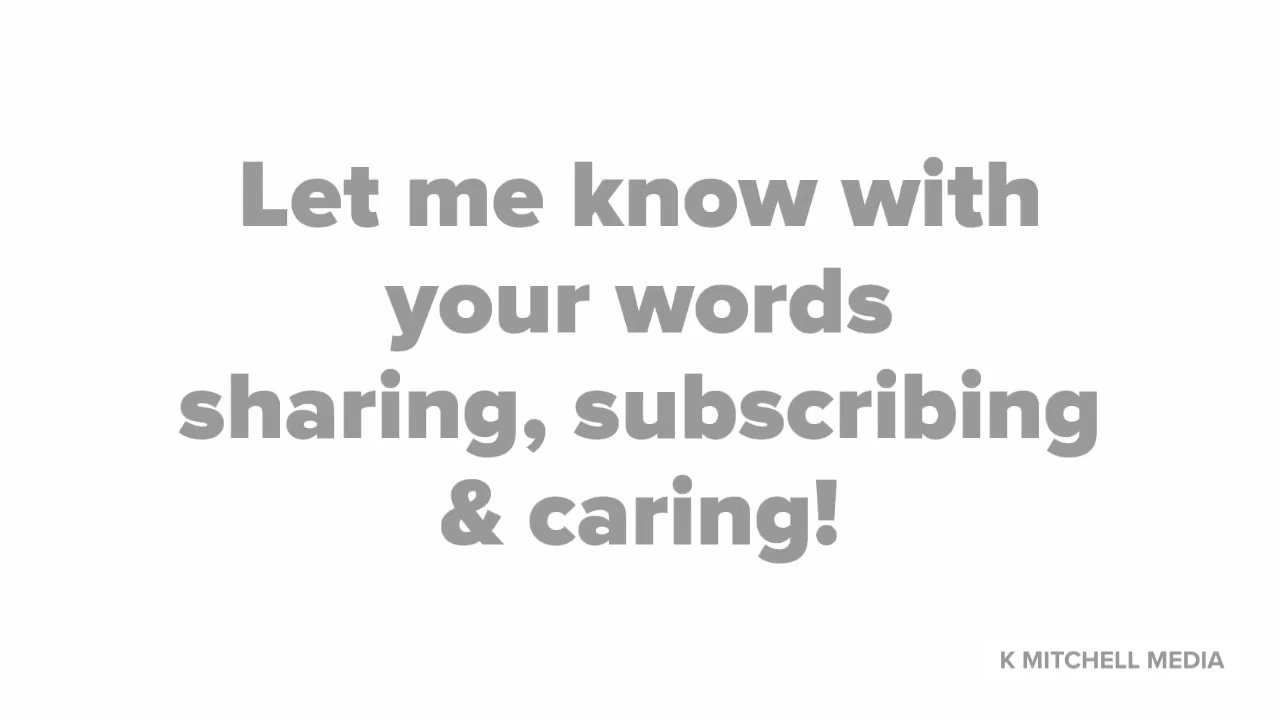 Let me know with
your words
sharing, subscribing
& caring!
K MITCHELL MEDIA